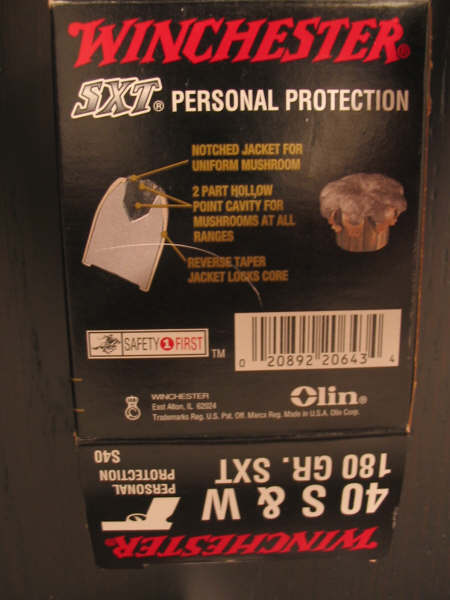 WINCHESTER®
SXT® PERSONAL PROTECTION
NOTCHED JACKET FOR
UNIFORM MUSHROOM
2 PART HOLLOW
POINT CAVITY FOR
MUSHROOMS AT ALL
RANGES
REVERSE TAPER
JACKET LOCKS CORE
SAFETY 1 FIRST ™
0 20892 20643 4
WINCHESTER
East Alton, IL 62024
Trademarks Reg. U.S. Pat. Off. Marca Reg. Made in U.S.A. Olin Corp.
Olin®
WINCHESTER
40 S & W
180 GR. SXT
PERSONAL
PROTECTION
S40